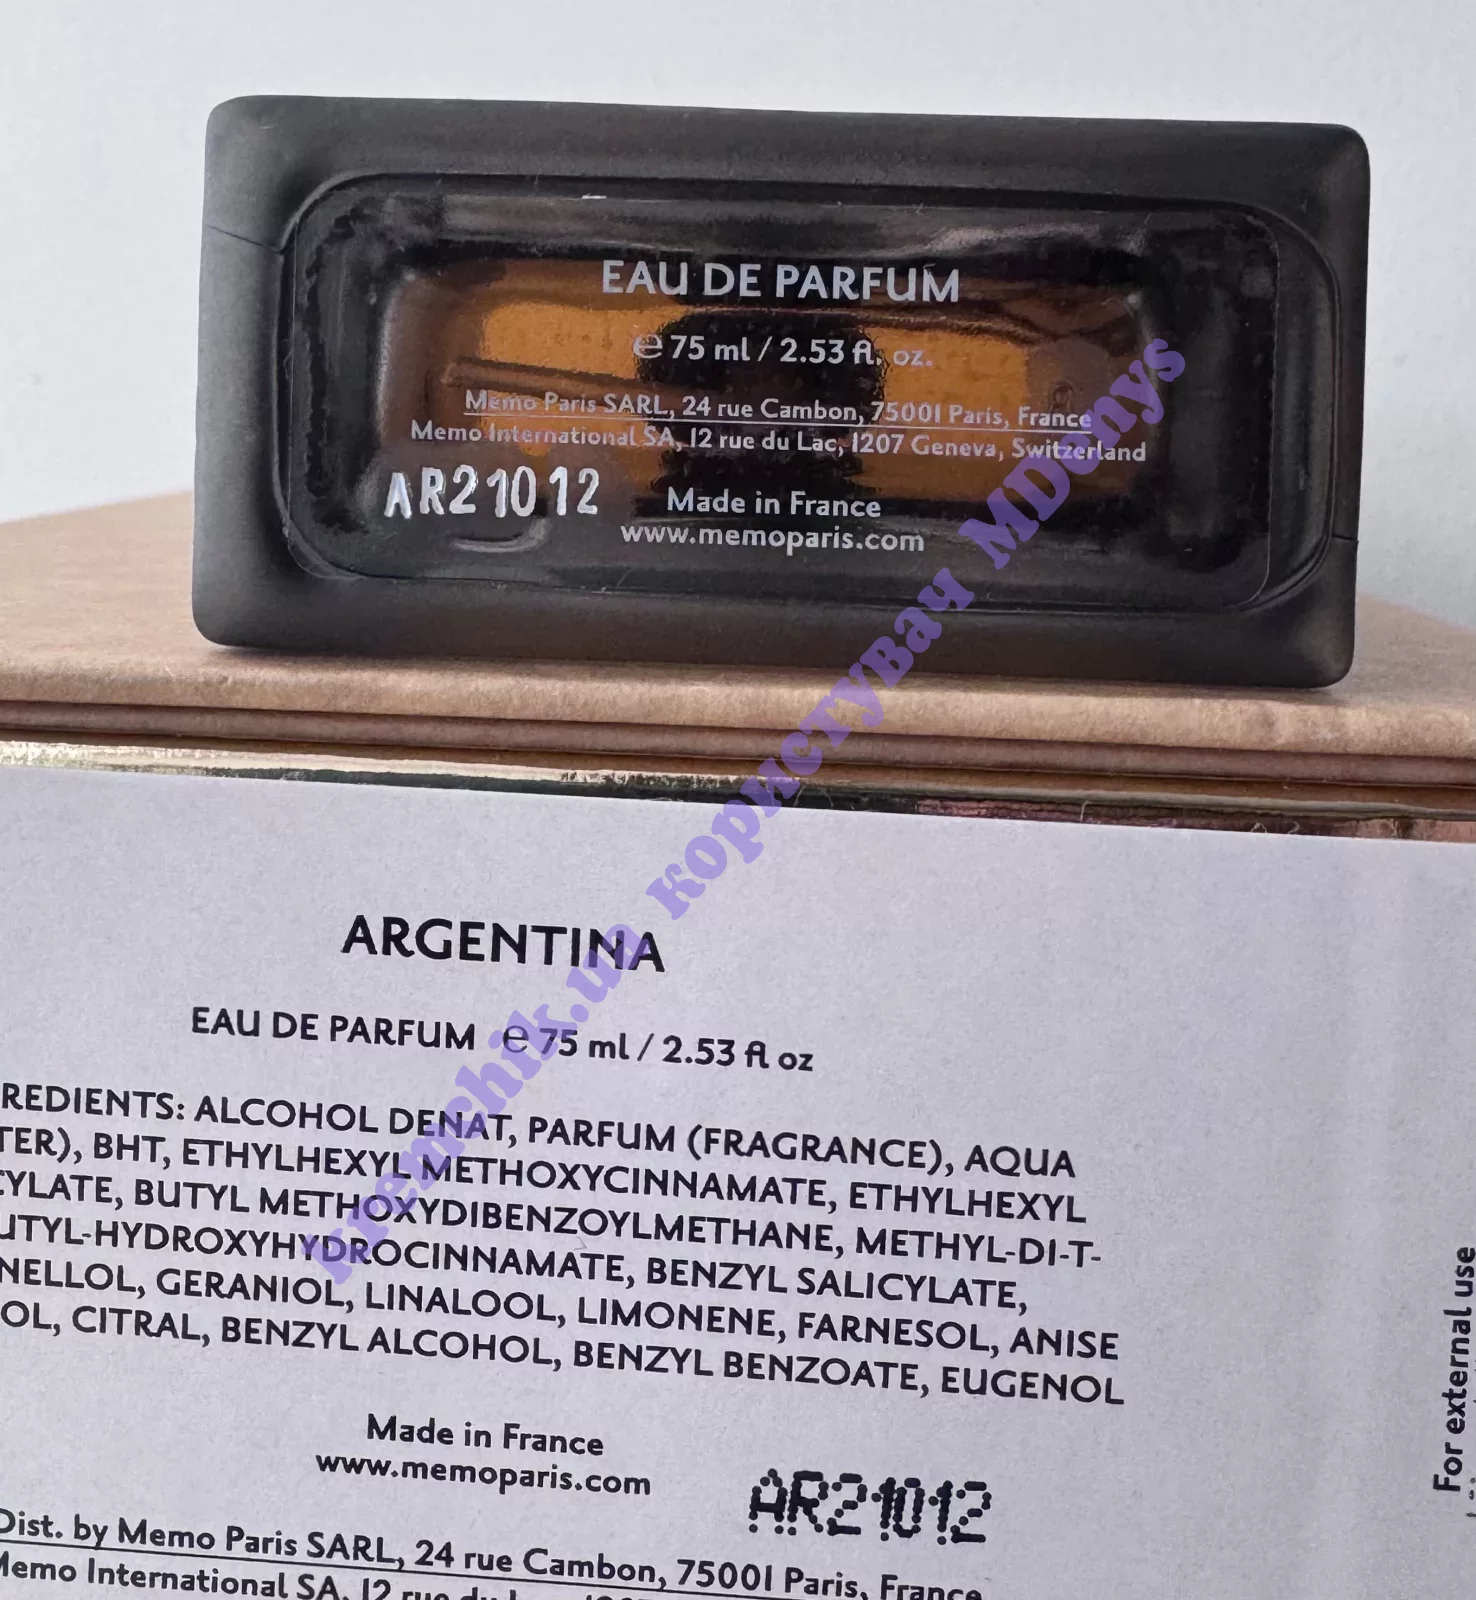 EAU DE PARFUM
℮ 75 ml / 2.53 fl. oz.
Memo Paris SARL, 24 rue Cambon, 75001 Paris, France
Memo International SA, 12 rue du Lac, 1207 Geneva, Switzerland
AR21012
Made in France
www.memoparis.com
kremchik.ua користувач MDenys
ARGENTINA
EAU DE PARFUM ℮ 75 ml / 2.53 fl oz
REDIENTS: ALCOHOL DENAT, PARFUM (FRAGRANCE), AQUA
TER), BHT, ETHYLHEXYL METHOXYCINNAMATE, ETHYLHEXYL
CYLATE, BUTYL METHOXYDIBENZOYLMETHANE, METHYL-DI-T-
UTYL-HYDROXYHYDROCINNAMATE, BENZYL SALICYLATE,
NELLOL, GERANIOL, LINALOOL, LIMONENE, FARNESOL, ANISE
OL, CITRAL, BENZYL ALCOHOL, BENZYL BENZOATE, EUGENOL
Made in France
www.memoparis.com
AR21012
Dist. by Memo Paris SARL, 24 rue Cambon, 75001 Paris, France
Memo International SA, 12 rue du
For external use